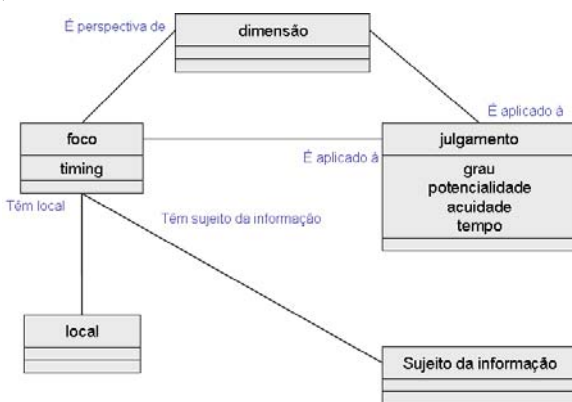 É perspectiva de
dimensão
É aplicado à
foco
timing
É aplicado à
julgamento
grau
potencialidade
acuidade
tempo
Têm local
Têm sujeito da informação
local
Sujeito da informação